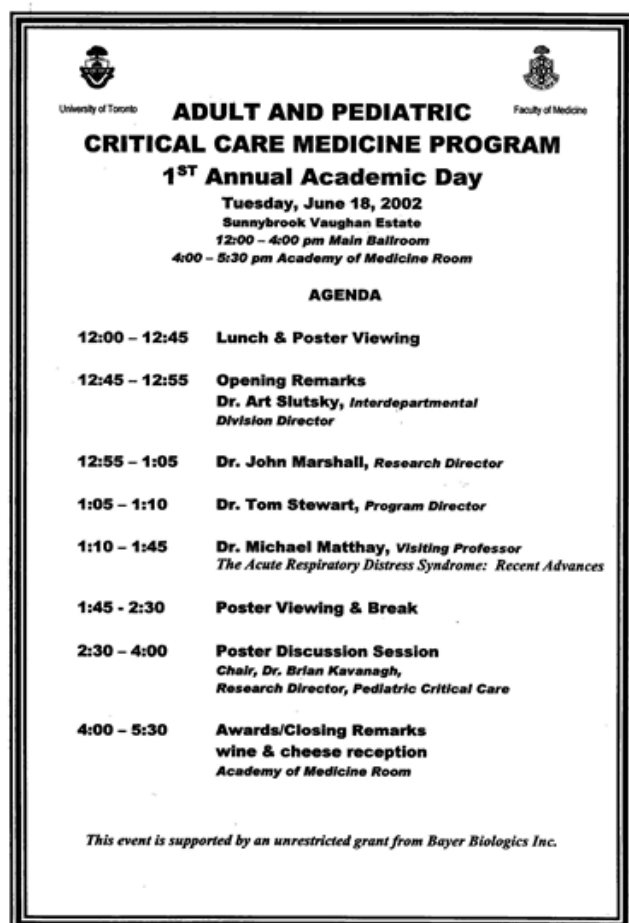 University of Toronto
Faculty of Medicine
ADULT AND PEDIATRIC
CRITICAL CARE MEDICINE PROGRAM
1ST Annual Academic Day
Tuesday, June 18, 2002
Sunnybrook Vaughan Estate
12:00 – 4:00 pm Main Ballroom
4:00 – 5:30 pm Academy of Medicine Room
AGENDA
12:00 – 12:45 Lunch & Poster Viewing
12:45 – 12:55 Opening Remarks
Dr. Art Slutsky, Interdepartmental
Division Director
12:55 – 1:05 Dr. John Marshall, Research Director
1:05 – 1:10 Dr. Tom Stewart, Program Director
1:10 – 1:45 Dr. Michael Matthay, Visiting Professor
The Acute Respiratory Distress Syndrome: Recent Advances
1:45 - 2:30 Poster Viewing & Break
2:30 – 4:00 Poster Discussion Session
Chair, Dr. Brian Kavanagh,
Research Director, Pediatric Critical Care
4:00 – 5:30 Awards/Closing Remarks
wine & cheese reception
Academy of Medicine Room
This event is supported by an unrestricted grant from Bayer Biologics Inc.